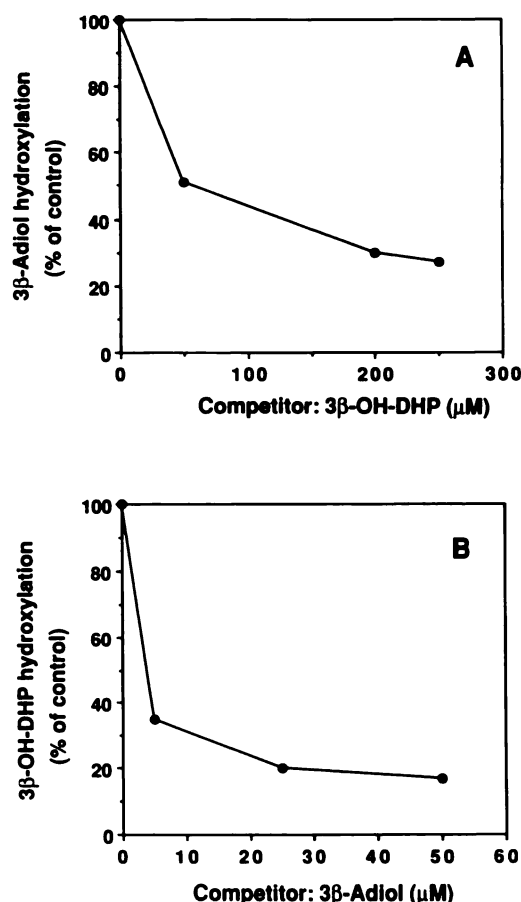 A
3β-Adiol hydroxylation
(% of control)
100
80
60
40
20
0
0 100 200 300
Competitor: 3β-OH-DHP (μM)
B
3β-OH-DHP hydroxylation
(% of control)
100
80
60
40
20
0
0 10 20 30 40 50 60
Competitor: 3β-Adiol (μM)